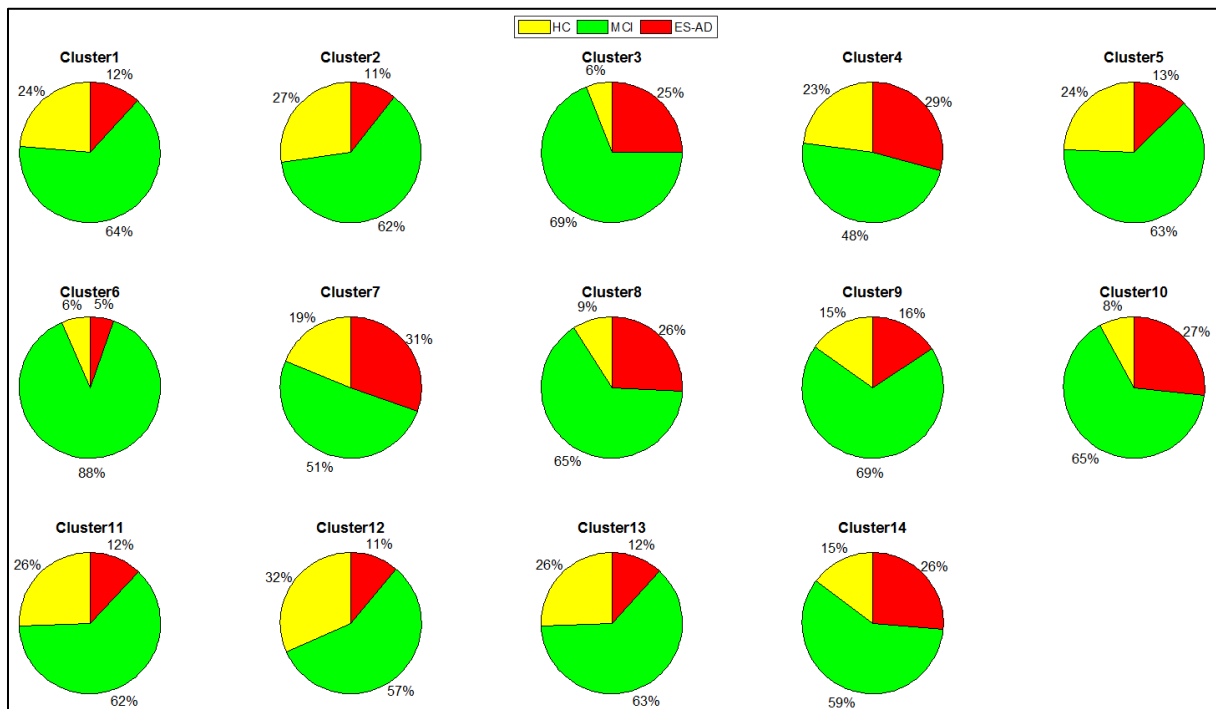 HC MCI ES-AD
Cluster1
24%
12%
64%
Cluster2
27%
11%
62%
Cluster3
6%
25%
69%
Cluster4
23%
29%
48%
Cluster5
24%
13%
63%
Cluster6
6%
5%
88%
Cluster7
19%
31%
51%
Cluster8
9%
26%
65%
Cluster9
15%
16%
69%
Cluster10
8%
27%
65%
Cluster11
26%
12%
62%
Cluster12
32%
11%
57%
Cluster13
26%
12%
63%
Cluster14
15%
26%
59%